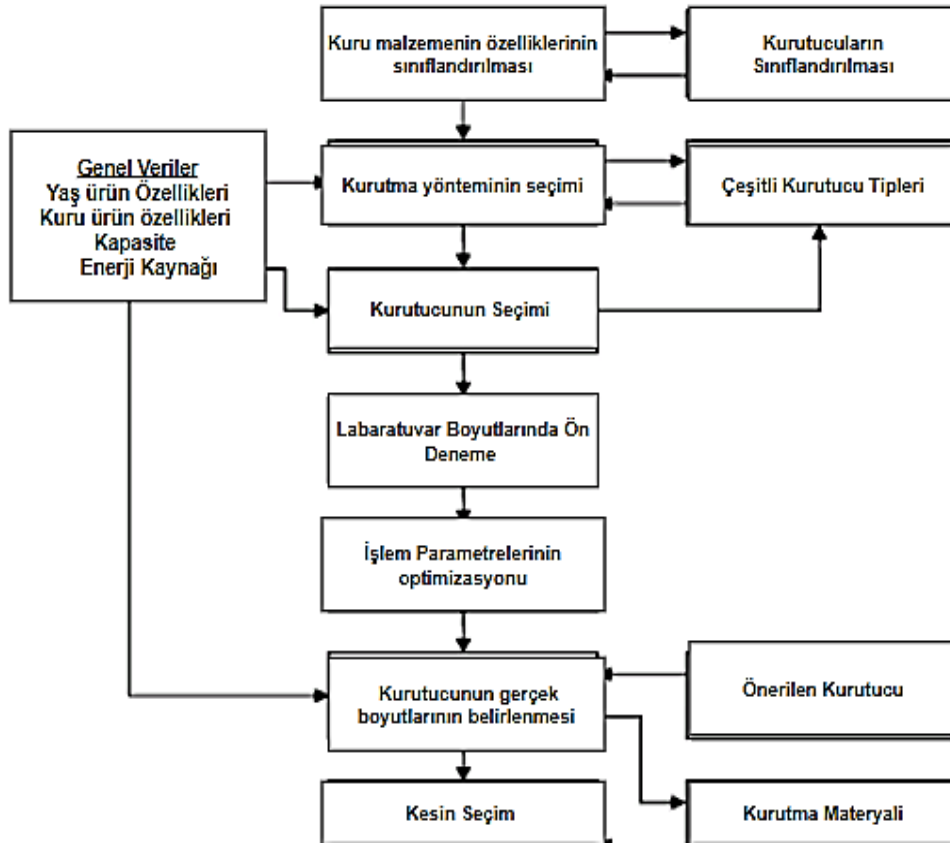 Kuru malzemenin özelliklerinin
sınıflandırılması
Kurutucuların
Sınıflandırılması
Genel Veriler
Yaş ürün Özellikleri
Kuru ürün özellikleri
Kapasite
Enerji Kaynağı
Kurutma yönteminin seçimi
Çeşitli Kurutucu Tipleri
Kurutucunun Seçimi
Labaratuvar Boyutlarında Ön
Deneme
İşlem Parametrelerinin
optimizasyonu
Kurutucunun gerçek
boyutlarının belirlenmesi
Önerilen Kurutucu
Kesin Seçim
Kurutma Materyali